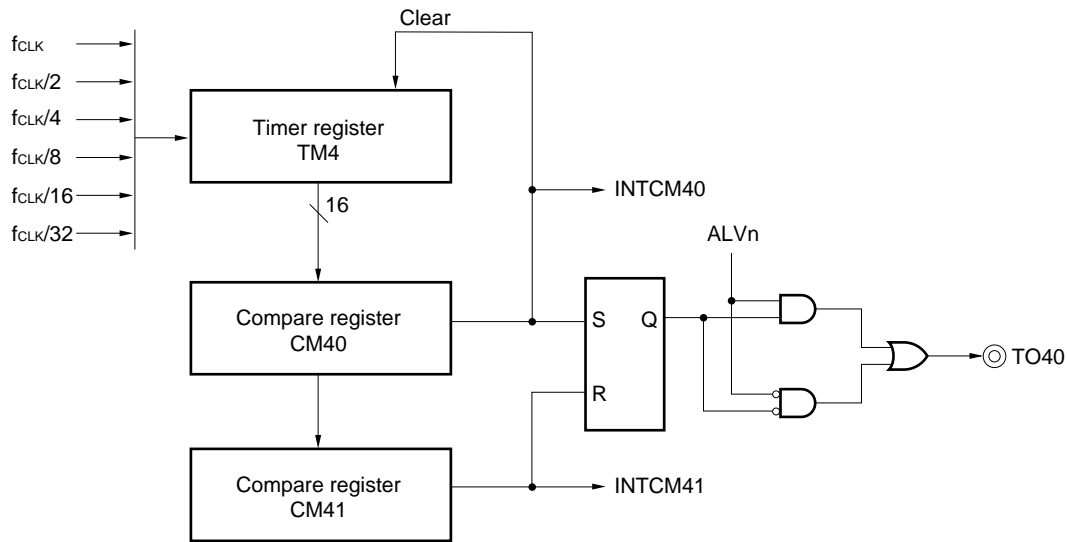 Clear
fCLK
fCLK/2
fCLK/4
fCLK/8
fCLK/16
fCLK/32
Timer register
TM4
16
INTCM40
ALVn
Compare register
CM40
S
Q
R
TO40
Compare register
CM41
INTCM41